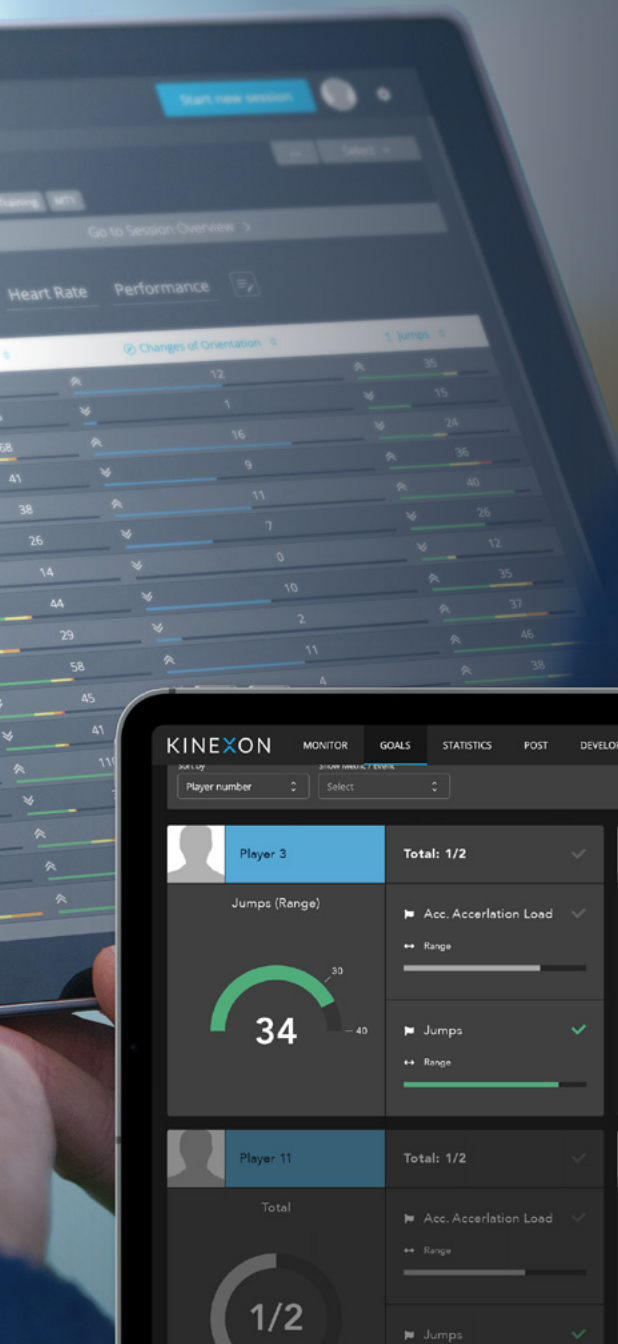 Start new session
Select
Training MT1
Go to Session Overview >
Heart Rate Performance
Changes of Orientation Jumps
12 35
1 15
68 16 24
41 9 36
38 11 40
26 7 26
14 0 12
44 10 35
29 2 37
58 11 46
45 4 38
41
KINEXON MONITOR GOALS STATISTICS POST
Sort by Show Metric / Event
Player number Select
Player 3 Total: 1/2
Jumps (Range) Acc. Accerlation Load
Range
30
34 40 Jumps
Range
Player 11 Total: 1/2
Total Acc. Accerlation Load
Range
1/2
Jumps